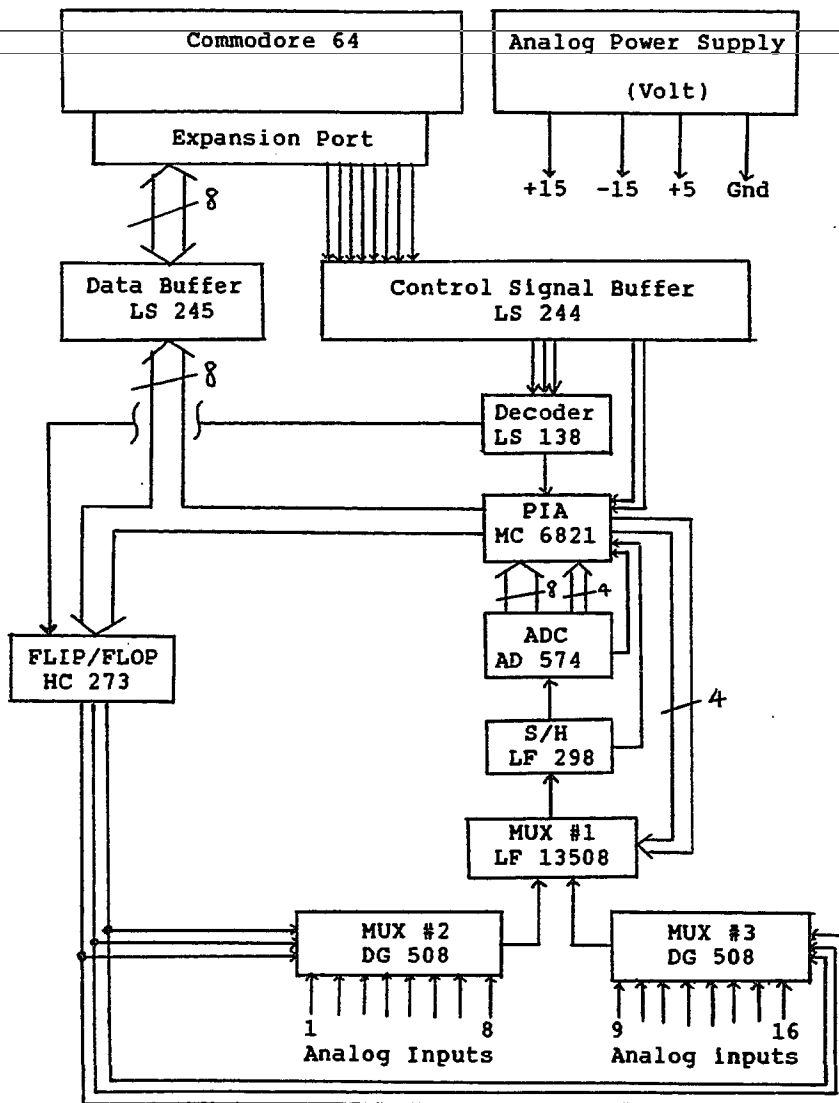 Commodore 64
Analog Power Supply
(Volt)
Expansion Port
+15 -15 +5 Gnd
8
Data Buffer
LS 245
Control Signal Buffer
LS 244
8
Decoder
LS 138
PIA
MC 6821
8 4
ADC
AD 574
FLIP/FLOP
HC 273
4
S/H
LF 298
MUX #1
LF 13508
MUX #2
DG 508
MUX #3
DG 508
1 8
Analog Inputs
9 16
Analog inputs